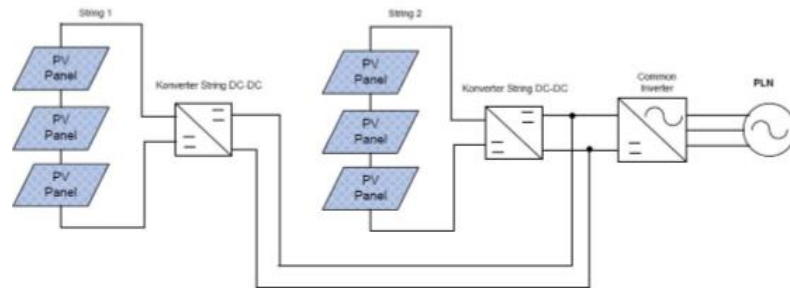 String 1
String 2
PV
Panel
PV
Panel
PV
Panel
Konverter String DC-DC
PV
Panel
PV
Panel
PV
Panel
Konverter String DC-DC
Common
Inverter
PLN